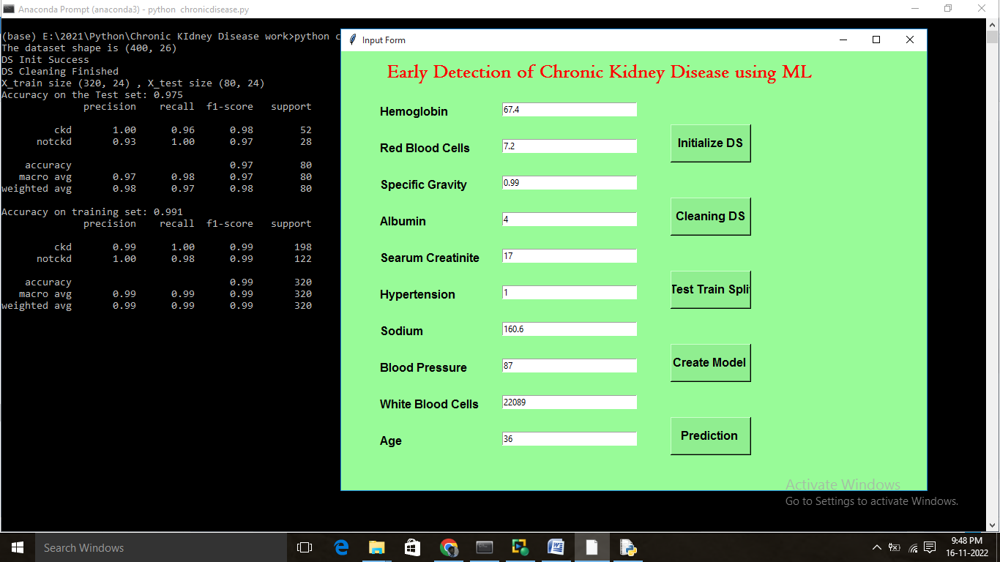 Anaconda Prompt (anaconda3) - python  chronicdisease.py
(base) E:\2021\Python\Chronic KIdney Disease work>python c
The dataset shape is (400, 26)
DS Init Success
DS Cleaning Finished
X_train size (320, 24) , X_test size (80, 24)
Accuracy on the Test set: 0.975
              precision    recall  f1-score   support
         ckd       1.00      0.96      0.98        52
      notckd       0.93      1.00      0.97        28
    accuracy                           0.97        80
   macro avg       0.97      0.98      0.97        80
weighted avg       0.98      0.97      0.98        80
Accuracy on training set: 0.991
              precision    recall  f1-score   support
         ckd       0.99      1.00      0.99       198
      notckd       1.00      0.98      0.99       122
    accuracy                           0.99       320
   macro avg       0.99      0.99      0.99       320
weighted avg       0.99      0.99      0.99       320
Input Form
Early Detection of Chronic Kidney Disease using ML
Hemoglobin 67.4
Red Blood Cells 7.2
Specific Gravity 0.99
Albumin 4
Searum Creatinite 17
Hypertension 1
Sodium 160.6
Blood Pressure 87
White Blood Cells 22089
Age 36
Initialize DS
Cleaning DS
Test Train Spli
Create Model
Prediction
Activate Windows
Go to Settings to activate Windows.
Search Windows
9:48 PM
16-11-2022